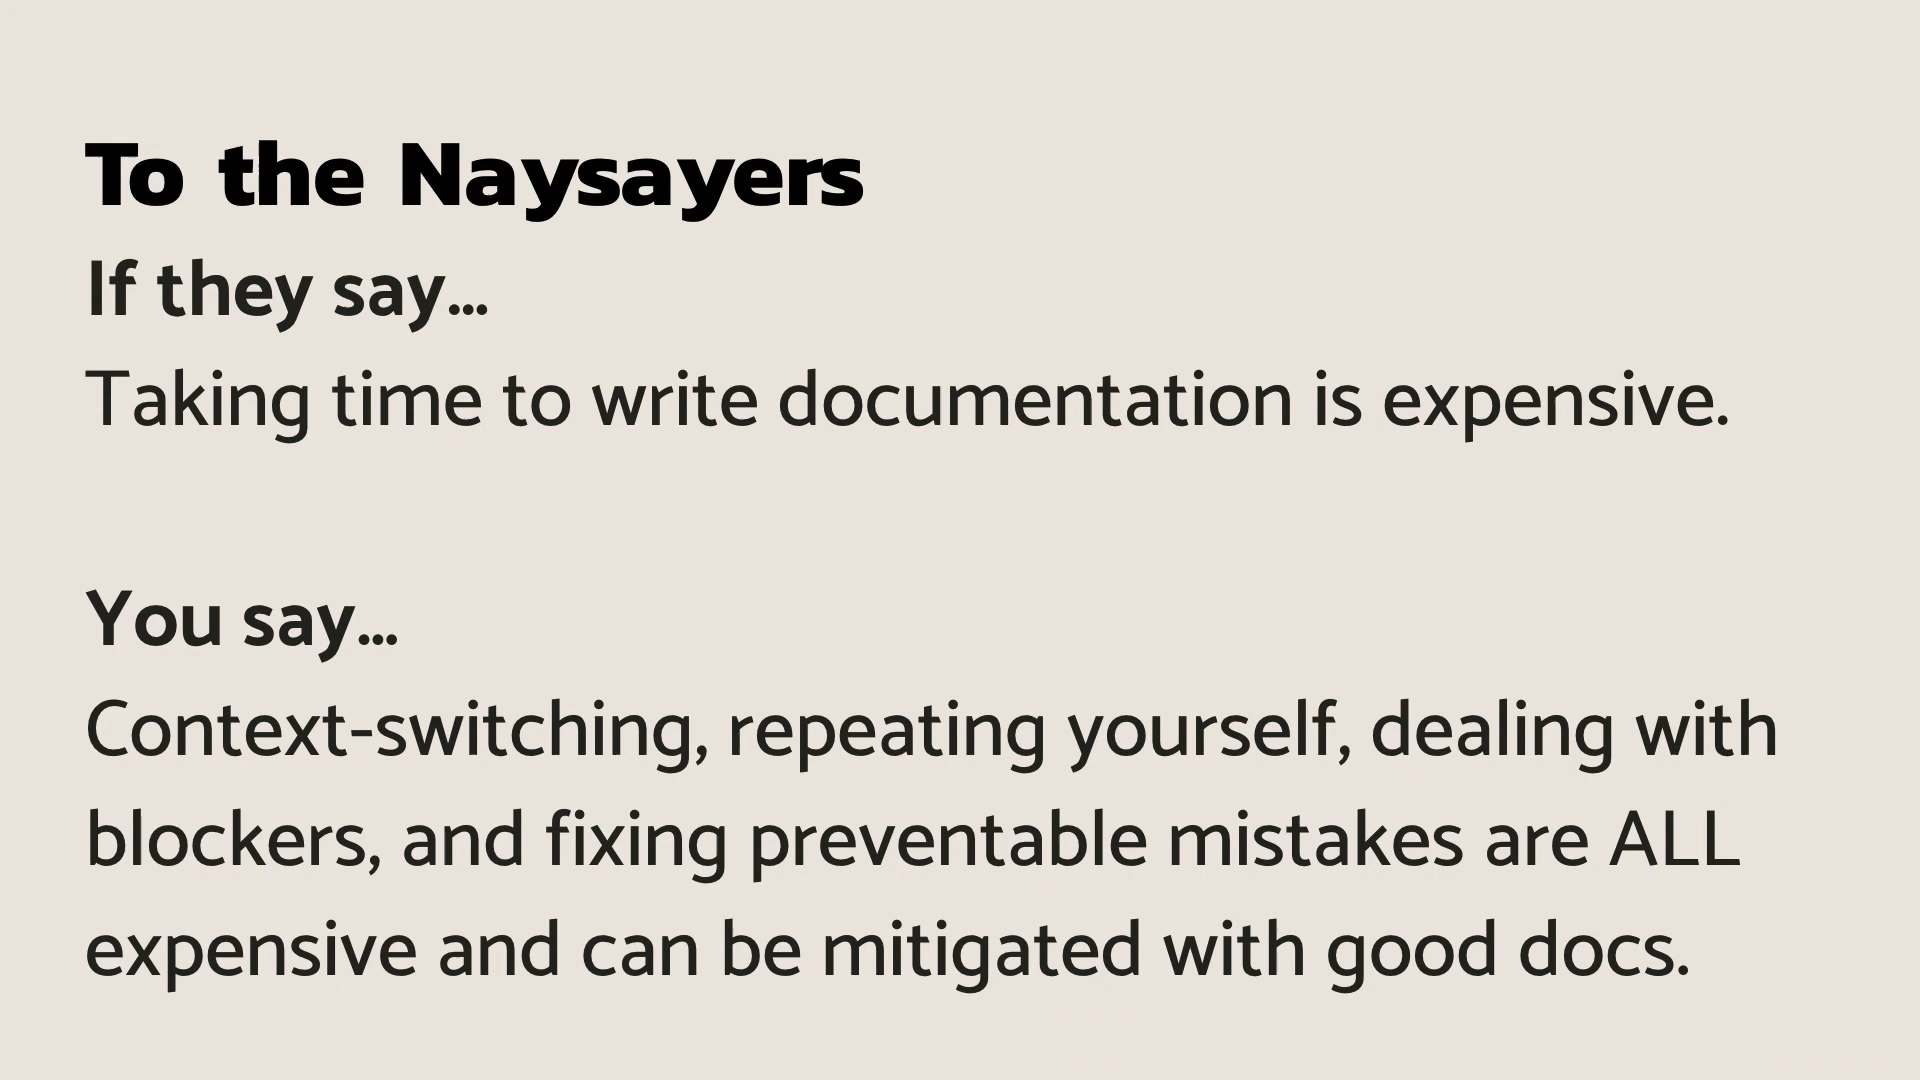 To the Naysayers
If they say…
Taking time to write documentation is expensive.
You say…
Context-switching, repeating yourself, dealing with
blockers, and fixing preventable mistakes are ALL
expensive and can be mitigated with good docs.